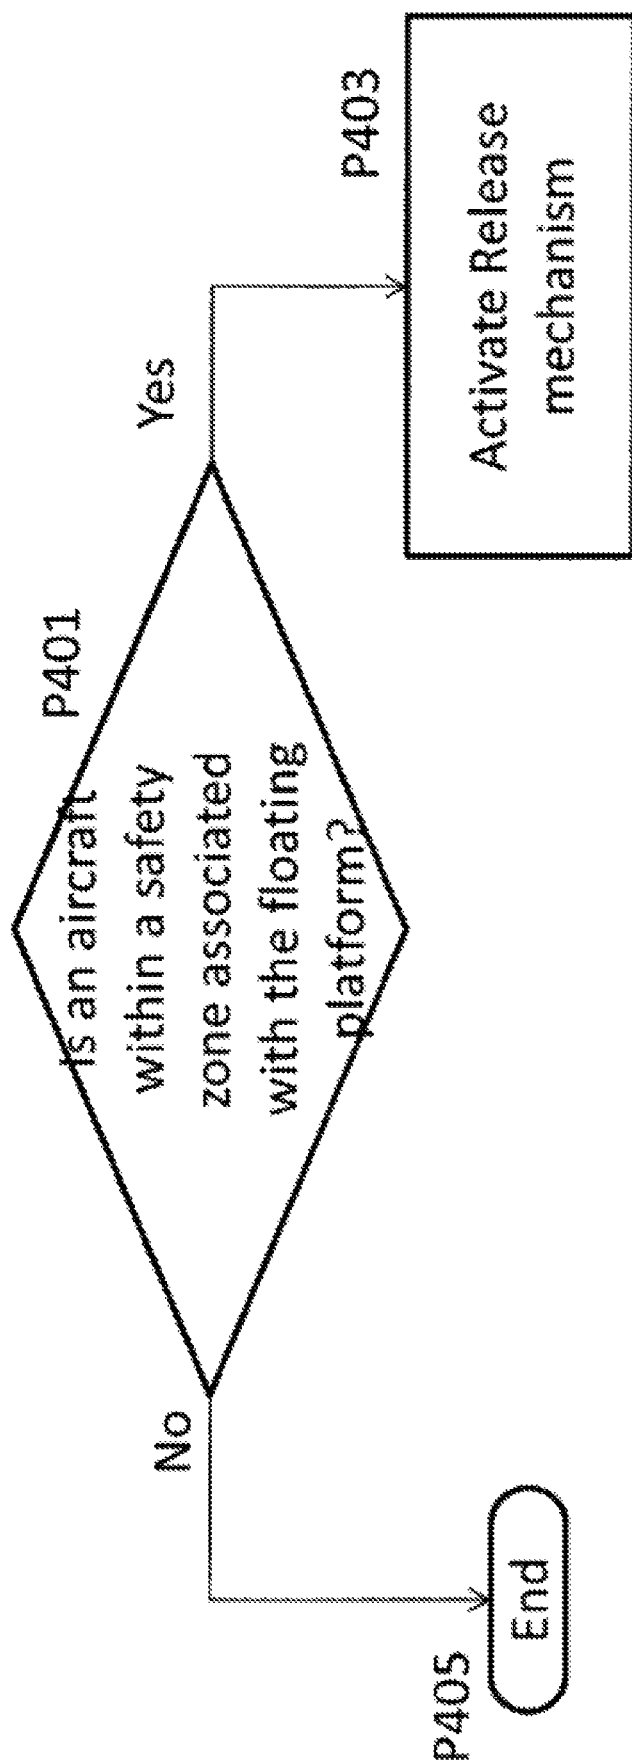 P401
Is an aircraft
within a safety
zone associated
with the floating
platform?
No
Yes
P405
End
P403
Activate Release
mechanism